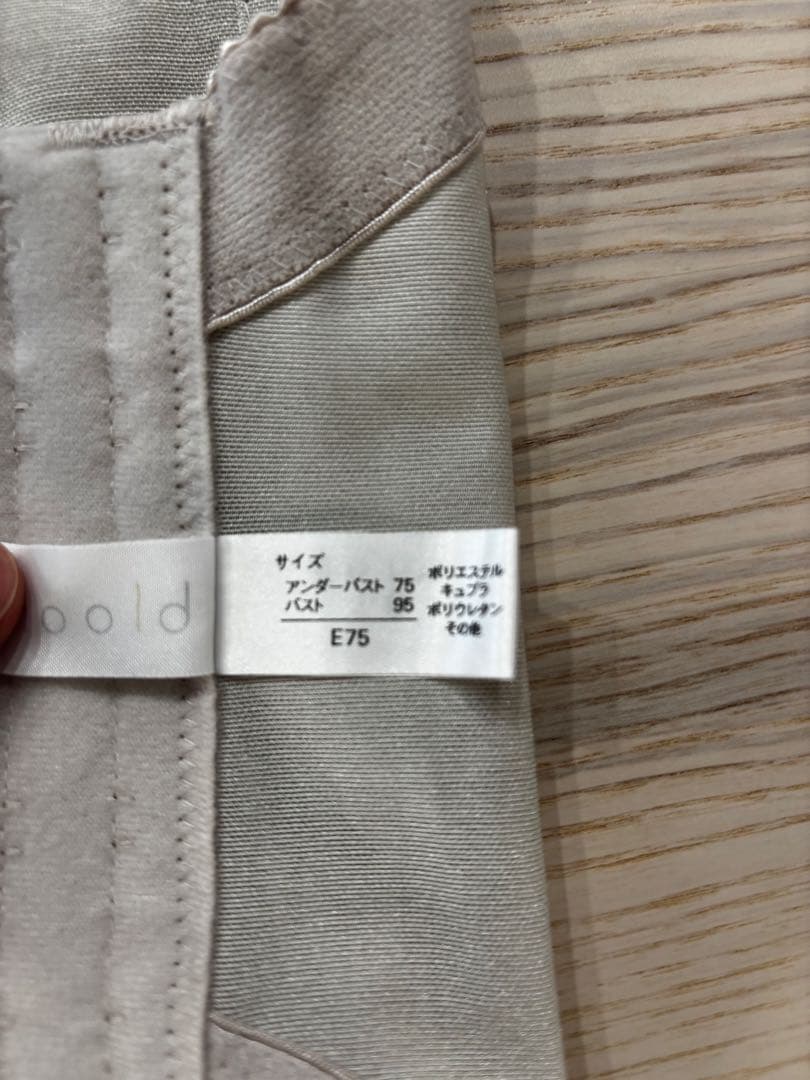 oold
サイズ
アンダーバスト 75
バスト 95
E75
ポリエステル
キュプラ
ポリウレタン
その他